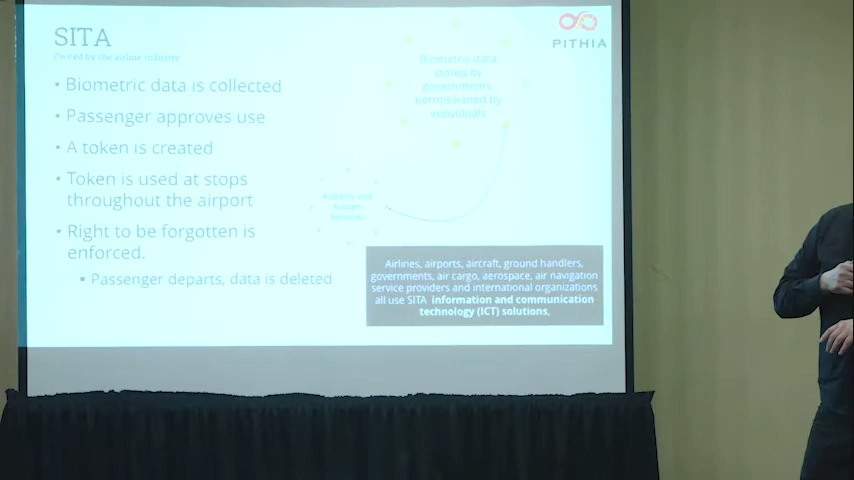 SITA
Owned by the airline industry
• Biometric data is collected
• Passenger approves use
• A token is created
• Token is used at stops
throughout the airport
• Right to be forgotten is
enforced.
• Passenger departs, data is deleted
PITHIA
Biometric data
stored by
governments,
permissioned by
individuals
Airlines, airports, aircraft, ground handlers,
governments, air cargo, aerospace, air navigation
service providers and international organizations
all use SITA information and communication
technology (ICT) solutions,